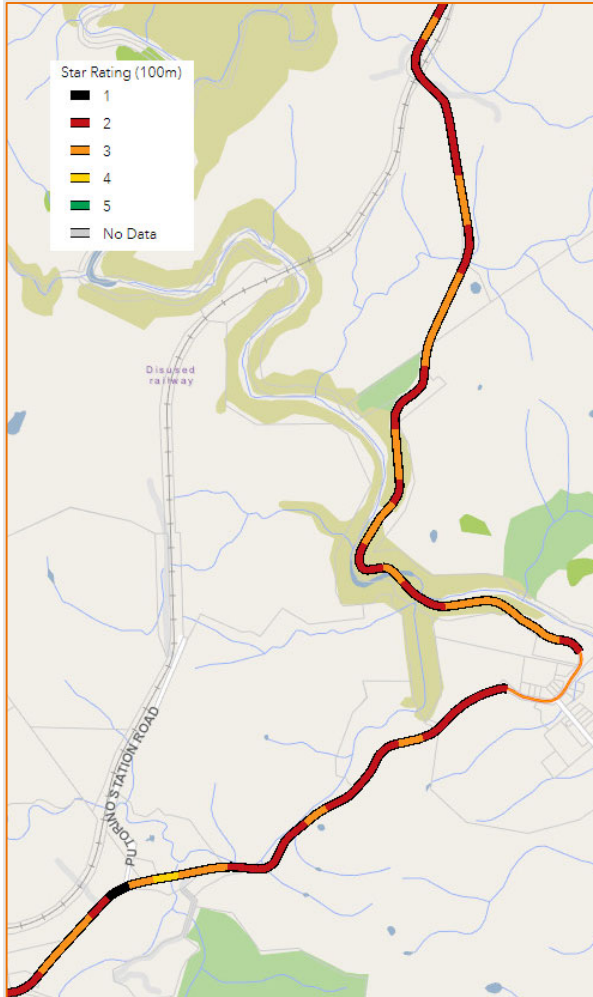 Star Rating (100m)
1
2
3
4
5
No Data
Disused
railway
PUTORINO STATION ROAD